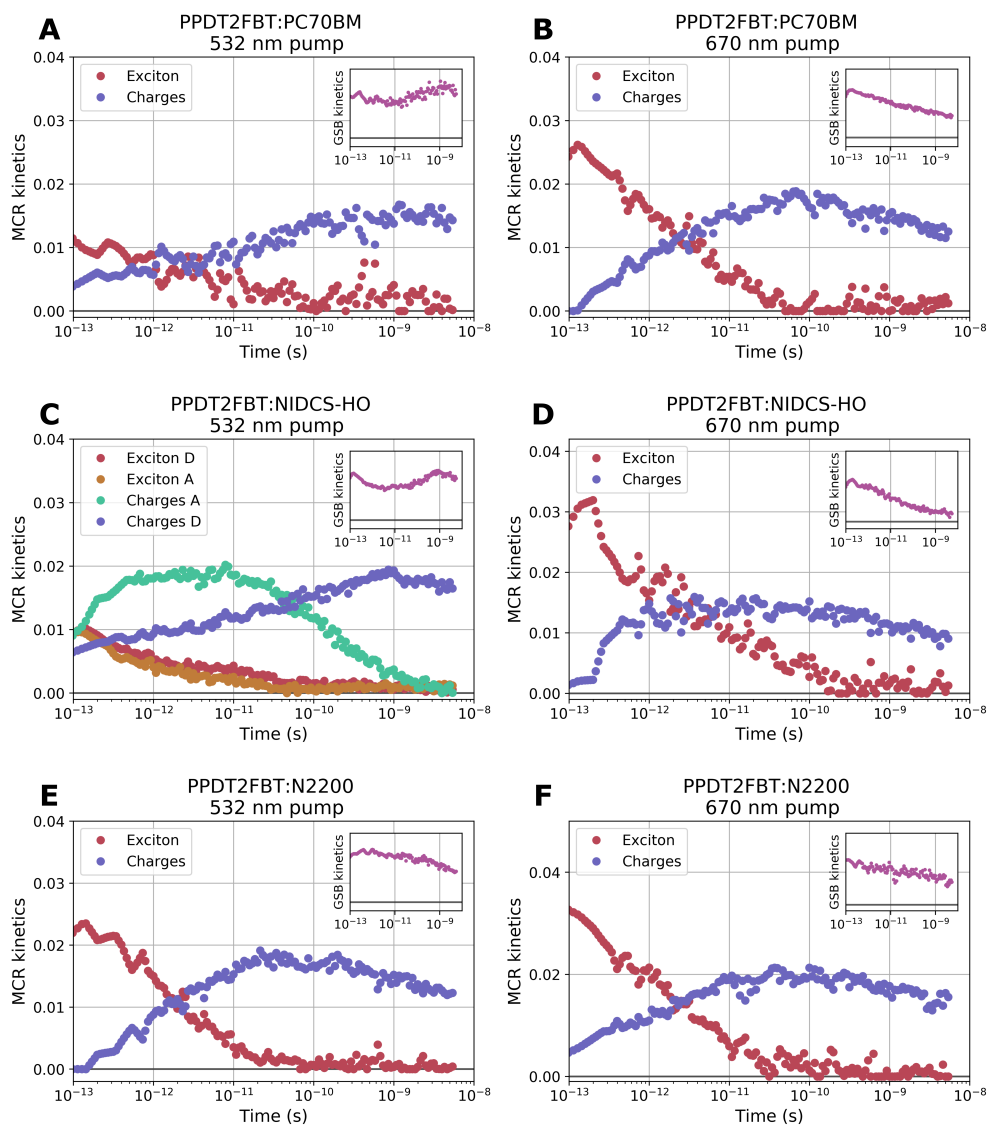 A
PPDT2FBT:PC70BM
532 nm pump
MCR kinetics
0.04
0.03
0.02
0.01
0.00
Exciton
Charges
GSB kinetics
10⁻¹³ 10⁻¹¹ 10⁻⁹
10⁻¹³ 10⁻¹² 10⁻¹¹ 10⁻¹⁰ 10⁻⁹ 10⁻⁸
Time (s)
B
PPDT2FBT:PC70BM
670 nm pump
MCR kinetics
0.04
0.03
0.02
0.01
0.00
Exciton
Charges
GSB kinetics
10⁻¹³ 10⁻¹¹ 10⁻⁹
10⁻¹³ 10⁻¹² 10⁻¹¹ 10⁻¹⁰ 10⁻⁹ 10⁻⁸
Time (s)
C
PPDT2FBT:NIDCS-HO
532 nm pump
MCR kinetics
0.04
0.03
0.02
0.01
0.00
Exciton D
Exciton A
Charges A
Charges D
GSB kinetics
10⁻¹³ 10⁻¹¹ 10⁻⁹
10⁻¹³ 10⁻¹² 10⁻¹¹ 10⁻¹⁰ 10⁻⁹ 10⁻⁸
Time (s)
D
PPDT2FBT:NIDCS-HO
670 nm pump
MCR kinetics
0.04
0.03
0.02
0.01
0.00
Exciton
Charges
GSB kinetics
10⁻¹³ 10⁻¹¹ 10⁻⁹
10⁻¹³ 10⁻¹² 10⁻¹¹ 10⁻¹⁰ 10⁻⁹ 10⁻⁸
Time (s)
E
PPDT2FBT:N2200
532 nm pump
MCR kinetics
0.04
0.03
0.02
0.01
0.00
Exciton
Charges
GSB kinetics
10⁻¹³ 10⁻¹¹ 10⁻⁹
10⁻¹³ 10⁻¹² 10⁻¹¹ 10⁻¹⁰ 10⁻⁹ 10⁻⁸
Time (s)
F
PPDT2FBT:N2200
670 nm pump
MCR kinetics
0.04
0.02
0.00
Exciton
Charges
GSB kinetics
10⁻¹³ 10⁻¹¹ 10⁻⁹
10⁻¹³ 10⁻¹² 10⁻¹¹ 10⁻¹⁰ 10⁻⁹ 10⁻⁸
Time (s)